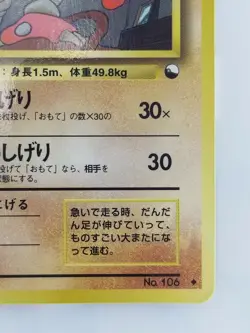 : 身長1.5m、体重49.8kg
げり
投げ、「おもて」の数×30の
30×
しげり
投げて「おもて」なら、相手を
態にする。
30
げる
急いで走る時、だんだ
ん足が伸びていって、
ものすごい大またになっ
て進む。
No. 106 ◆